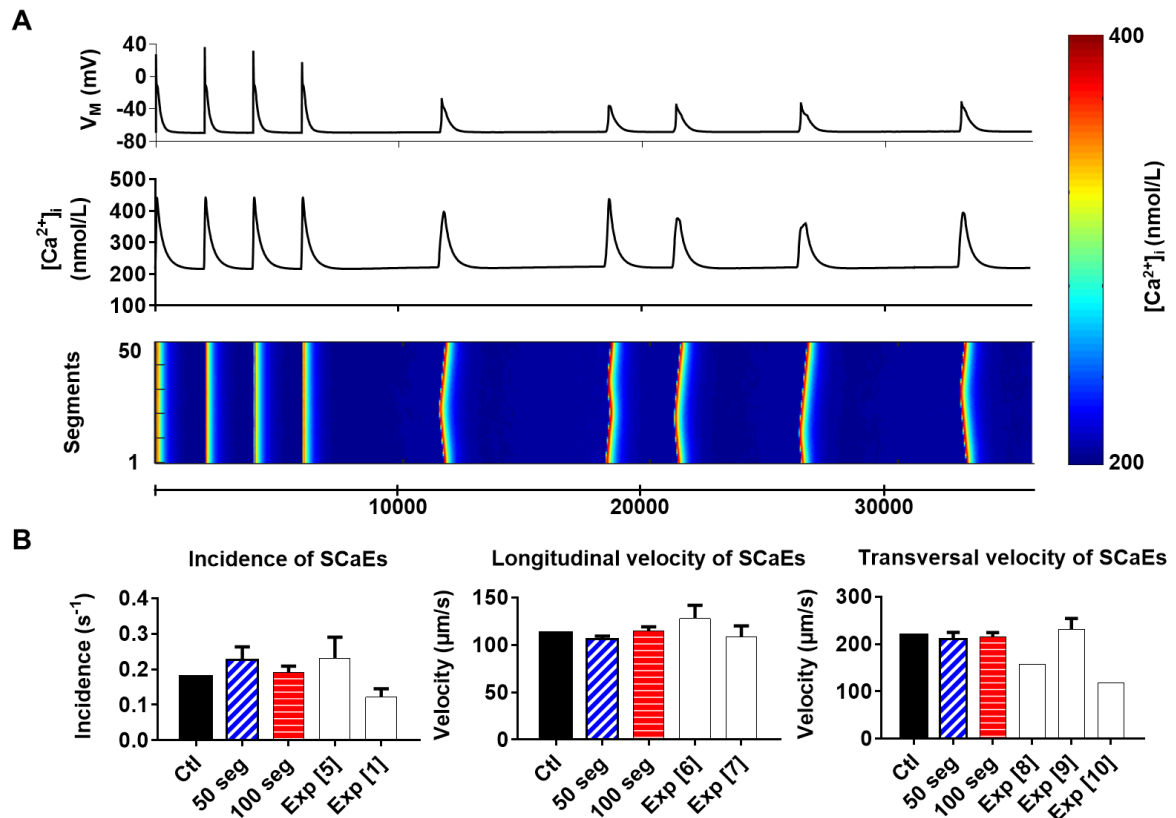 A
40
0
-40
-80
V_M (mV)
500
400
300
200
100
[Ca²⁺]ᵢ
(nmol/L)
50
1
Segments
10000
20000
30000
400
200
[Ca²⁺]ᵢ (nmol/L)
B
Incidence of SCaEs
0.4
0.3
0.2
0.1
0.0
Incidence (s⁻¹)
Ctl
50 seg
100 seg
Exp [5]
Exp [1]
Longitudinal velocity of SCaEs
150
100
50
0
Velocity (µm/s)
Ctl
50 seg
100 seg
Exp [6]
Exp [7]
Transversal velocity of SCaEs
300
200
100
0
Velocity (µm/s)
Ctl
50 seg
100 seg
Exp [8]
Exp [9]
Exp [10]